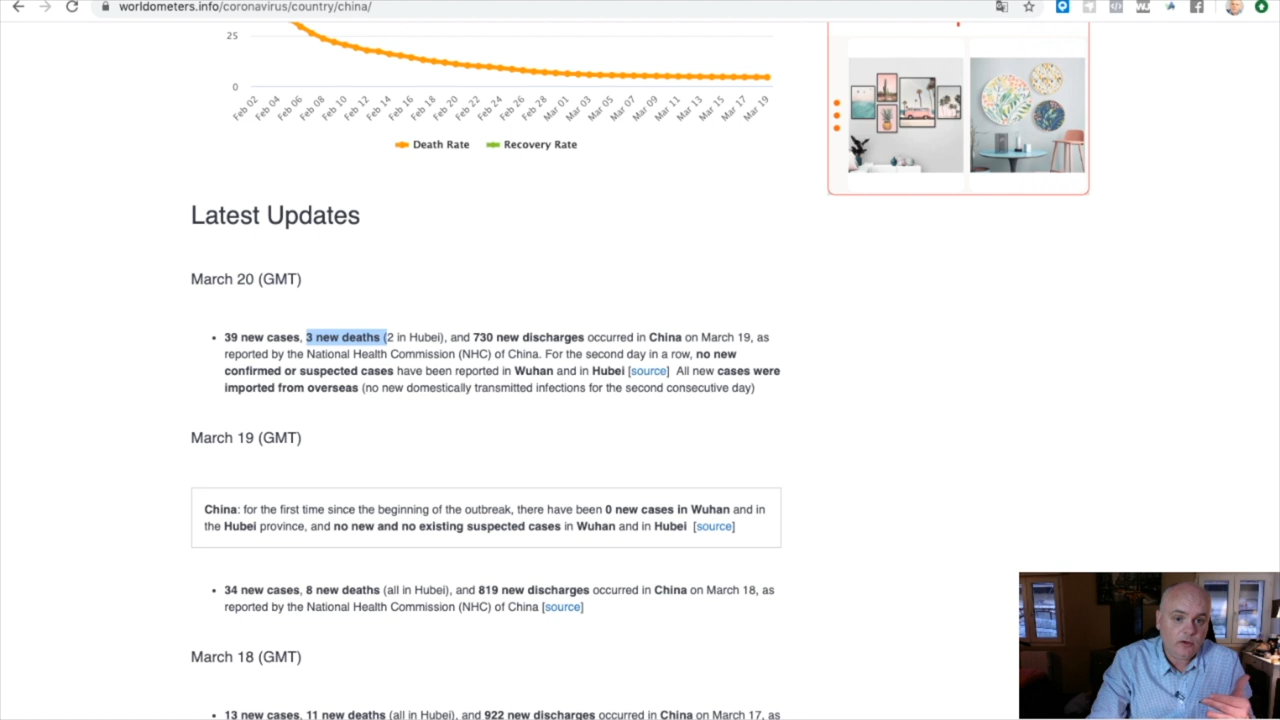 worldometers.info/coronavirus/country/china/
25
0
Feb 02
Feb 04
Feb 06
Feb 08
Feb 10
Feb 12
Feb 14
Feb 16
Feb 18
Feb 20
Feb 22
Feb 24
Feb 26
Feb 28
Mar 01
Mar 03
Mar 05
Mar 07
Mar 09
Mar 11
Mar 13
Mar 15
Mar 17
Mar 19
Death Rate Recovery Rate
Latest Updates
March 20 (GMT)
• 39 new cases, 3 new deaths (2 in Hubei), and 730 new discharges occurred in China on March 19, as
reported by the National Health Commission (NHC) of China. For the second day in a row, no new
confirmed or suspected cases have been reported in Wuhan and in Hubei [source] All new cases were
imported from overseas (no new domestically transmitted infections for the second consecutive day)
March 19 (GMT)
China: for the first time since the beginning of the outbreak, there have been 0 new cases in Wuhan and in
the Hubei province, and no new and no existing suspected cases in Wuhan and in Hubei [source]
• 34 new cases, 8 new deaths (all in Hubei), and 819 new discharges occurred in China on March 18, as
reported by the National Health Commission (NHC) of China [source]
March 18 (GMT)
• 13 new cases, 11 new deaths (all in Hubei), and 922 new discharges occurred in China on March 17, as